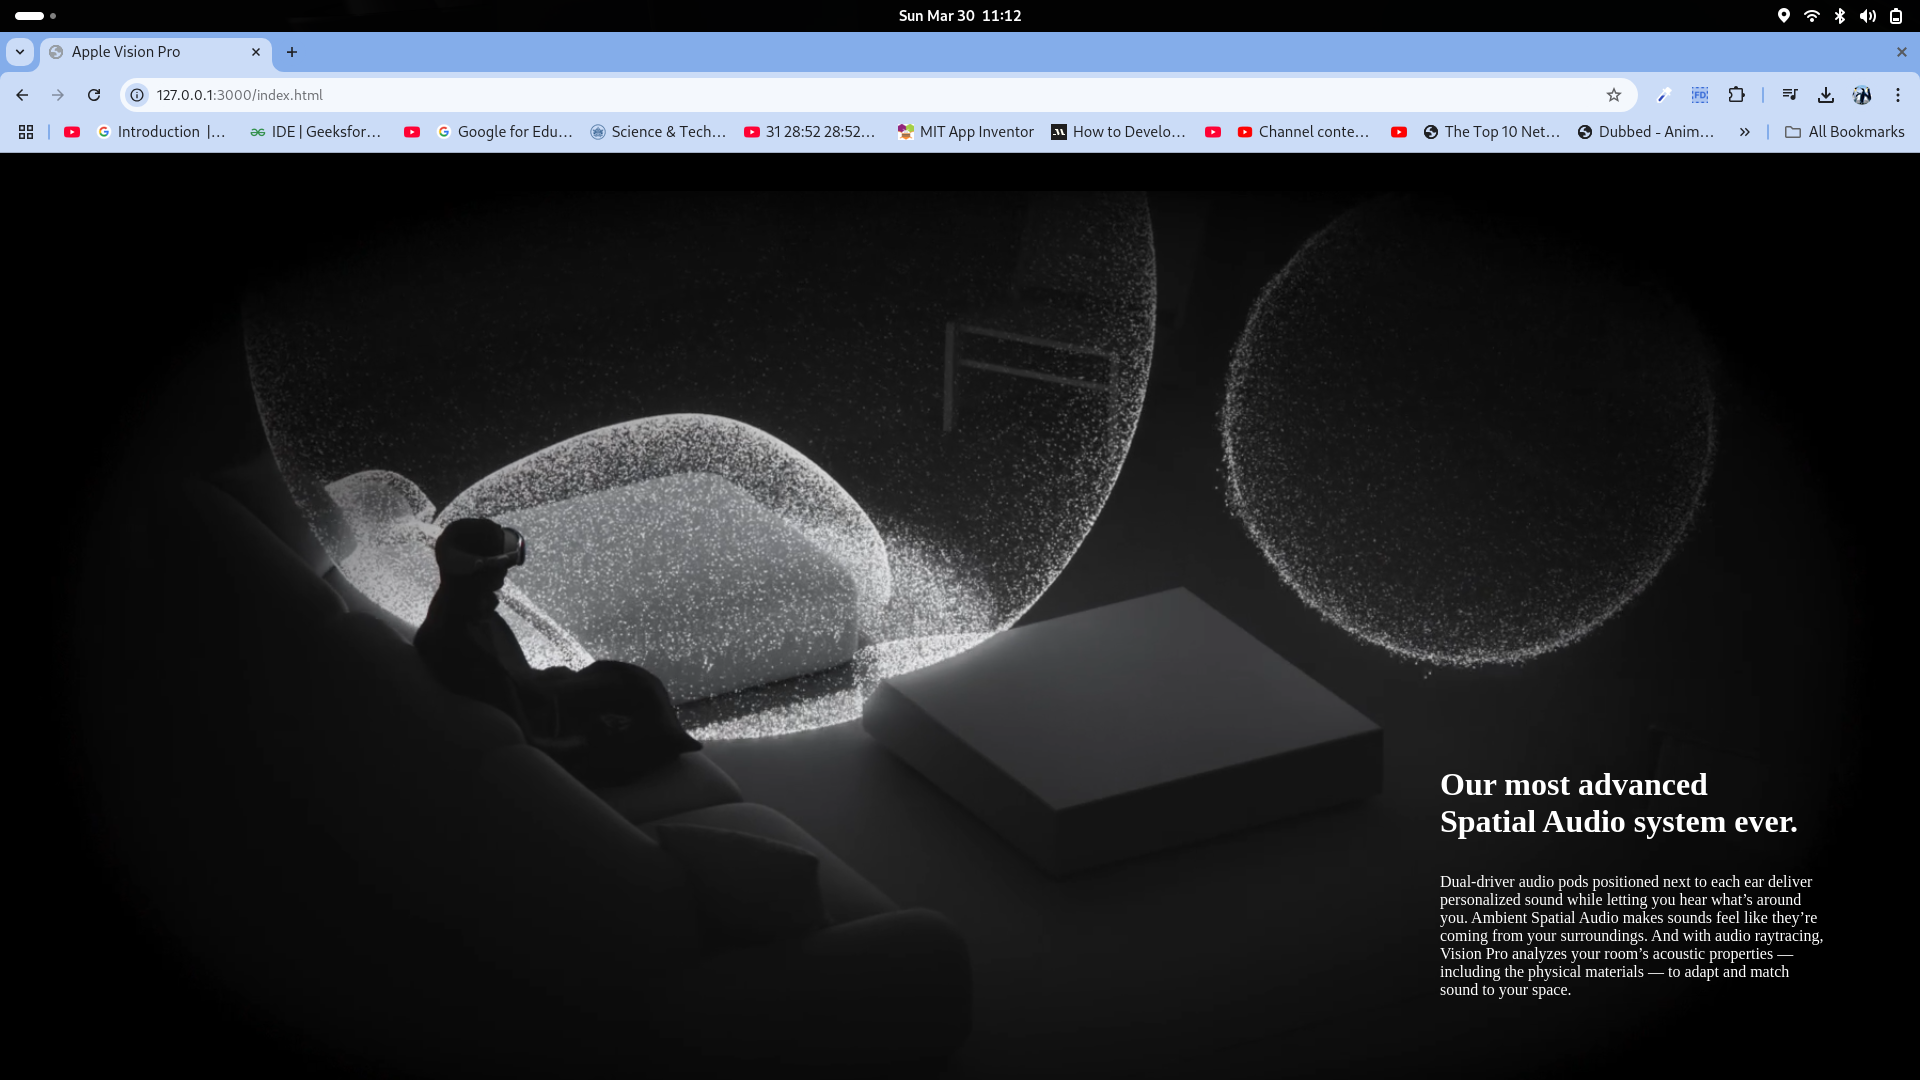 Sun Mar 30 11:12
Apple Vision Pro
127.0.0.1:3000/index.html
FD
Introduction |...
IDE | Geeksfor...
Google for Edu...
Science & Tech...
31 28:52 28:52...
MIT App Inventor
How to Develo...
Channel conte...
The Top 10 Net...
Dubbed - Anim...
All Bookmarks
Our most advanced
Spatial Audio system ever.
Dual-driver audio pods positioned next to each ear deliver
personalized sound while letting you hear what’s around
you. Ambient Spatial Audio makes sounds feel like they’re
coming from your surroundings. And with audio raytracing,
Vision Pro analyzes your room’s acoustic properties —
including the physical materials — to adapt and match
sound to your space.